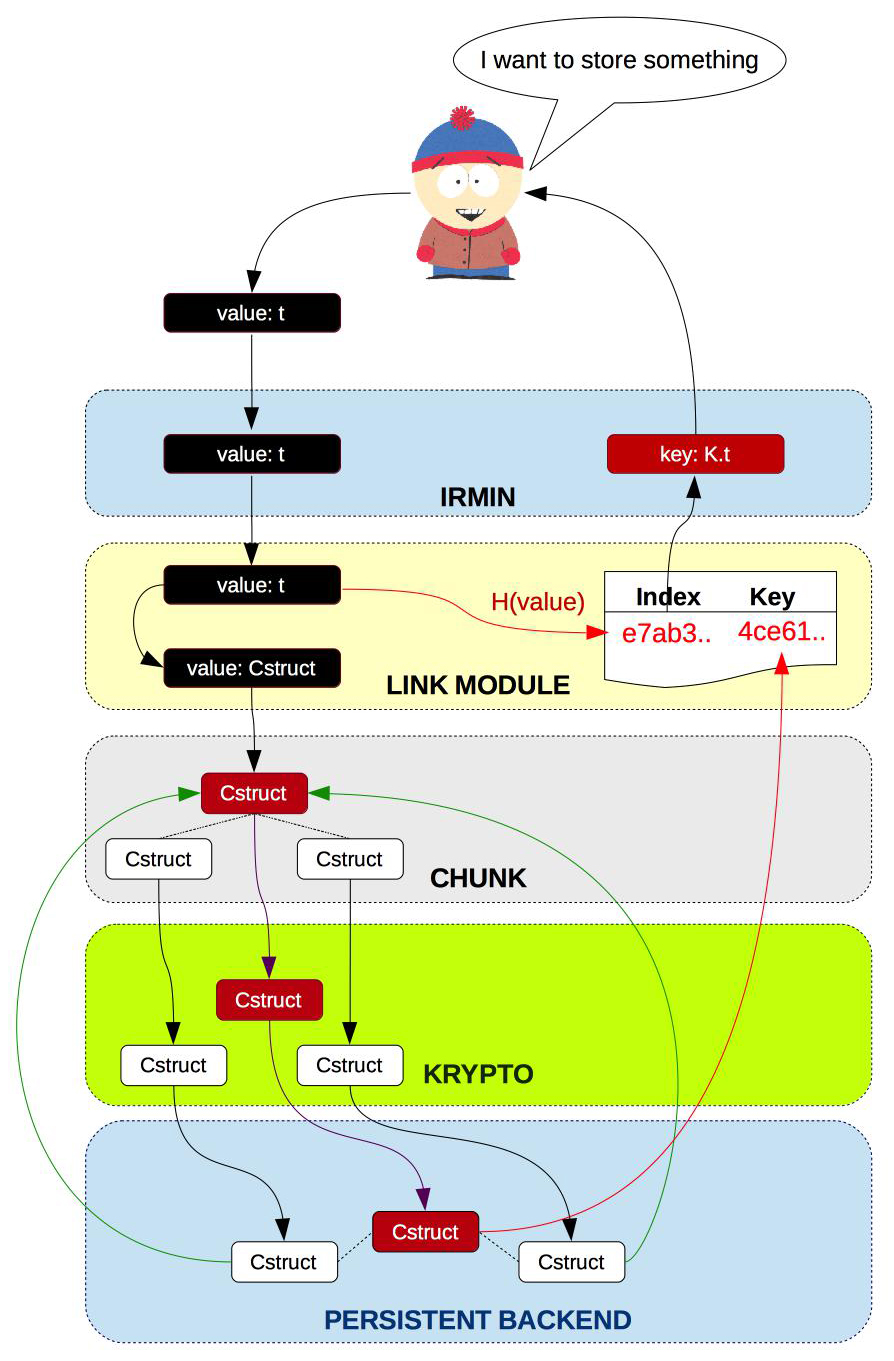 I want to store something
value: t
value: t
key: K.t
IRMIN
value: t
H(value)
Index Key
e7ab3.. 4ce61..
value: Cstruct
LINK MODULE
Cstruct
Cstruct Cstruct
CHUNK
Cstruct
Cstruct Cstruct
KRYPTO
Cstruct
Cstruct Cstruct
PERSISTENT BACKEND